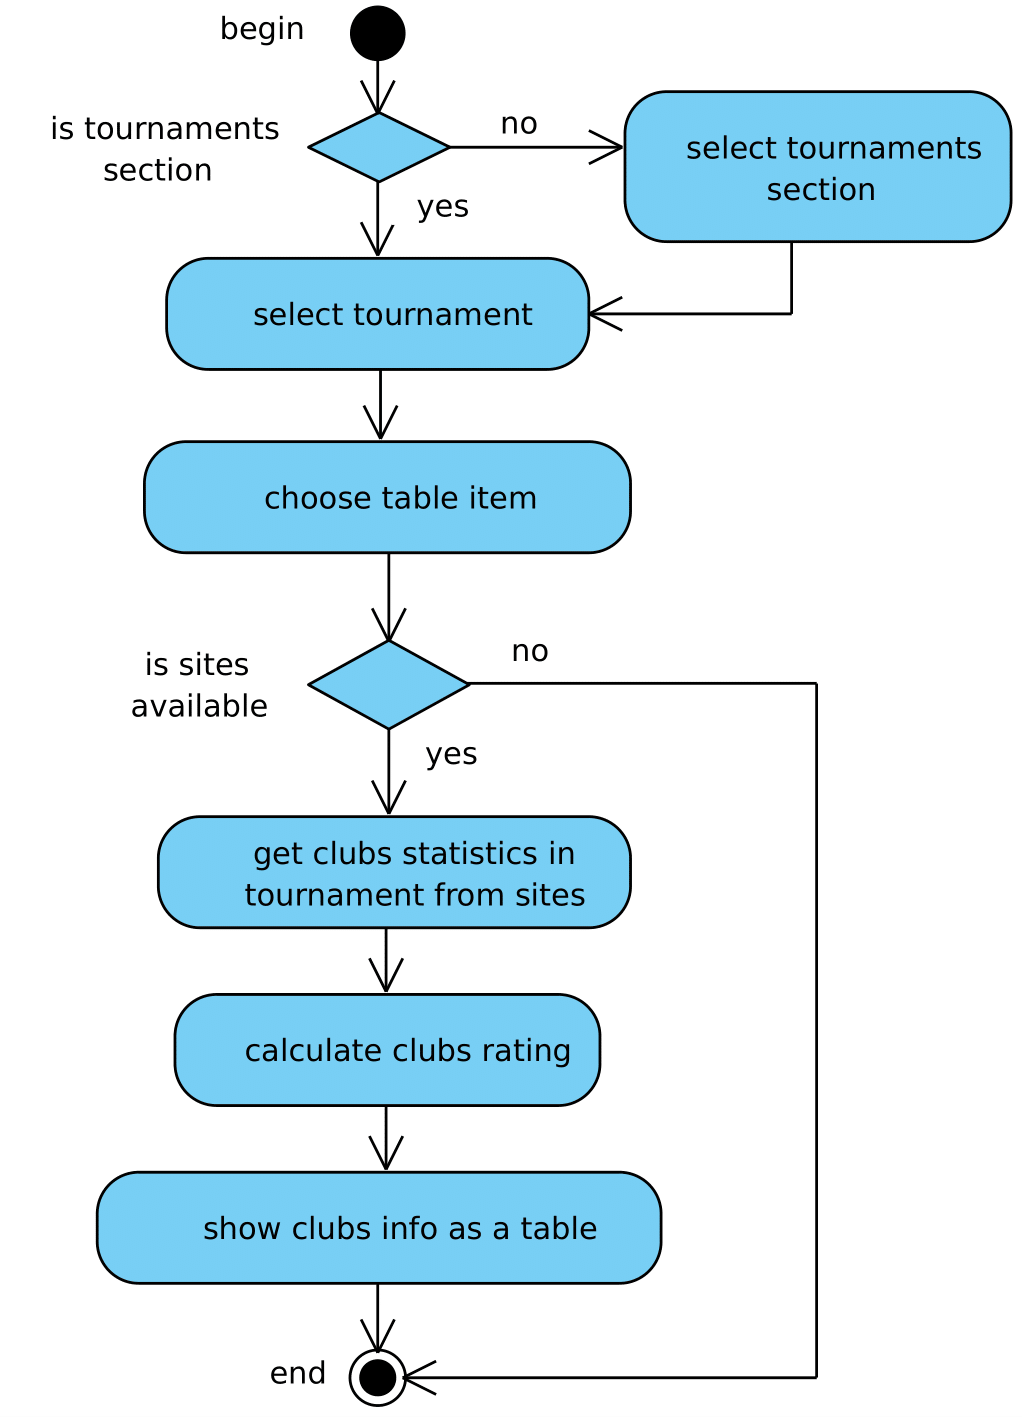 begin
is tournaments
section
no
select tournaments
section
yes
select tournament
choose table item
is sites
available
no
yes
get clubs statistics in
tournament from sites
calculate clubs rating
show clubs info as a table
end